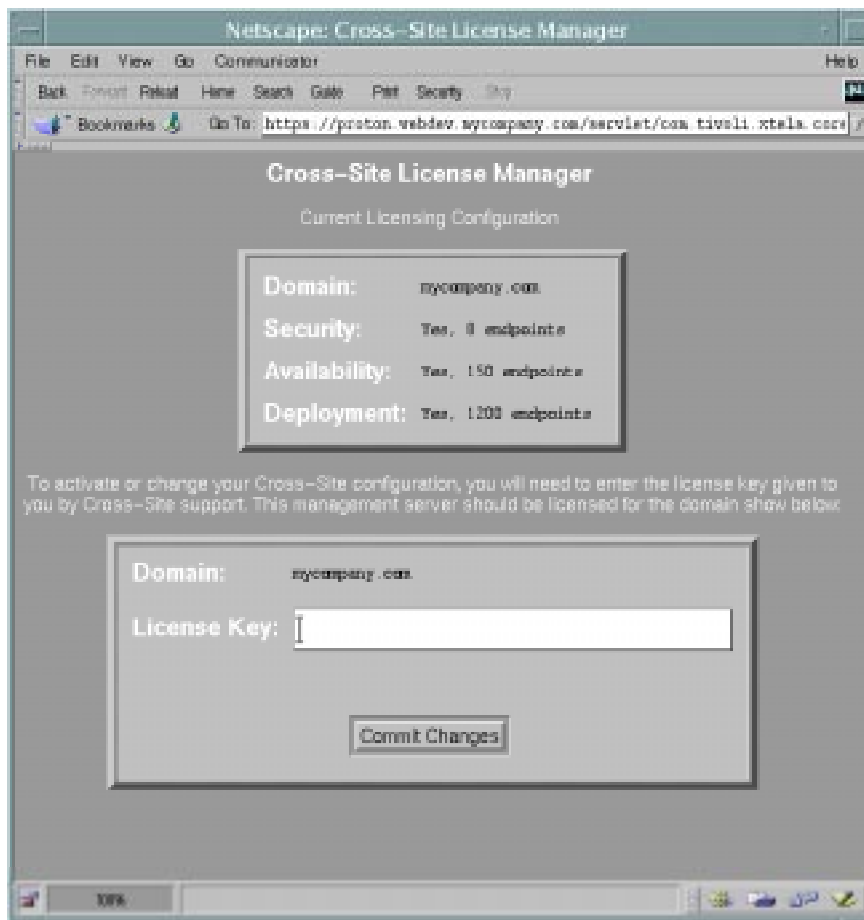 Netscape: Cross-Site License Manager
File Edit View Go Communicator Help
Back Forward Reload Home Search Guide Print Security Stop
Bookmarks Go To: https://proton.webdev.mycompany.com/servlet/com.tivoli.xtela.core
Cross-Site License Manager
Current Licensing Configuration
Domain: mycompany.com
Security: Yes, 0 endpoints
Availability: Yes, 150 endpoints
Deployment: Yes, 1200 endpoints
To activate or change your Cross-Site configuration, you will need to enter the license key given to
you by Cross-Site support. This management server should be licensed for the domain show below:
Domain: mycompany.com
License Key:
Commit Changes
100%